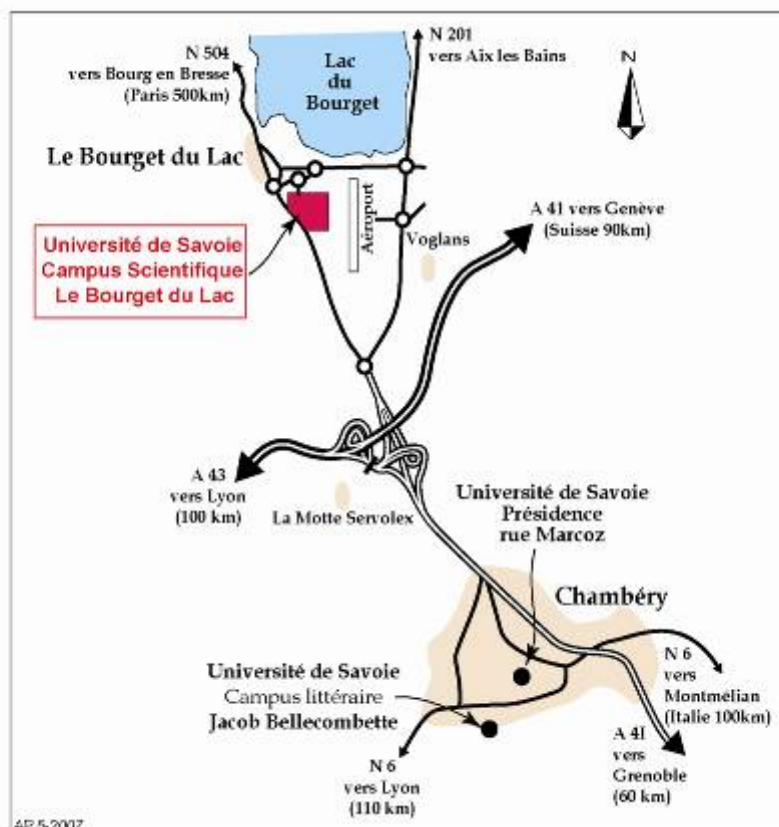 N 504
vers Bourg en Bresse
(Paris 500km)
Lac
du
Bourget
N 201
vers Aix les Bains
N
Le Bourget du Lac
A 41 vers Genève
(Suisse 90km)
Aéroport
Voglans
Université de Savoie
Campus Scientifique
Le Bourget du Lac
A 43
vers Lyon
(100 km)
La Motte Servolex
Université de Savoie
Présidence
rue Marcoz
Chambéry
Université de Savoie
Campus littéraire
Jacob Bellecombette
N 6
vers
Montmélian
(Italie 100km)
N 6
vers Lyon
(110 km)
A 41
vers
Grenoble
(60 km)
AP 5-2007